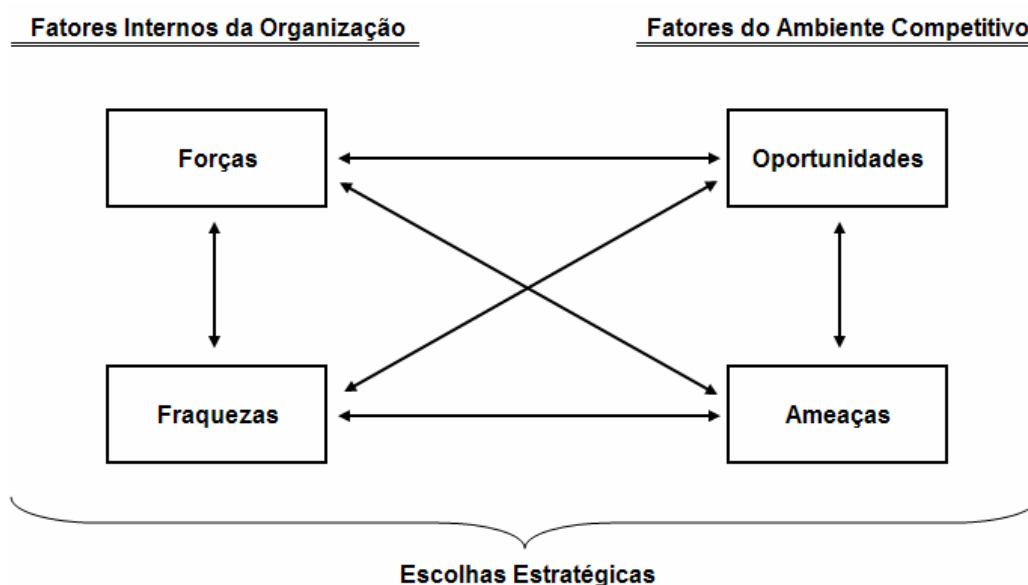 Fatores Internos da Organização
Fatores do Ambiente Competitivo
Forças
Oportunidades
Fraquezas
Ameaças
Escolhas Estratégicas